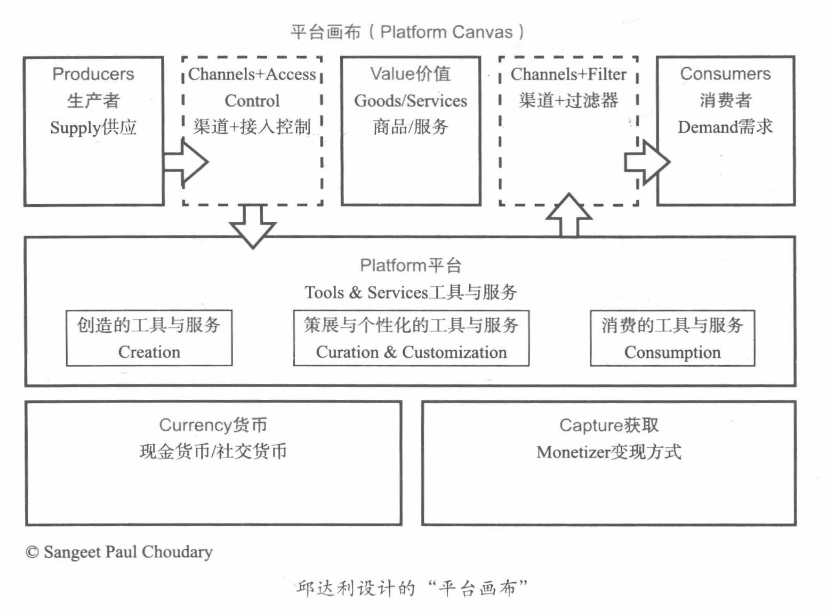 平台画布（Platform Canvas）
Producers
生产者
Supply供应
Channels+Access
Control
渠道+接入控制
Value价值
Goods/Services
商品/服务
Channels+Filter
渠道+过滤器
Consumers
消费者
Demand需求
Platform平台
Tools & Services工具与服务
创造的工具与服务
Creation
策展与个性化的工具与服务
Curation & Customization
消费的工具与服务
Consumption
Currency货币
现金货币/社交货币
Capture获取
Monetizer变现方式
© Sangeet Paul Choudary
邱达利设计的“平台画布”